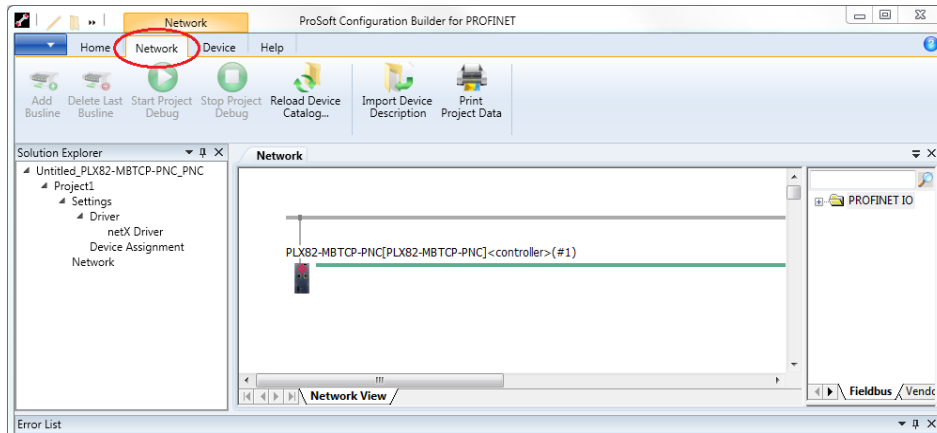 Network
ProSoft Configuration Builder for PROFINET
Home
Network
Device
Help
Add Busline
Delete Last Busline
Start Project Debug
Stop Project Debug
Reload Device Catalog...
Import Device Description
Print Project Data
Solution Explorer
Untitled_PLX82-MBTCP-PNC_PNC
Project1
Settings
Driver
netX Driver
Device Assignment
Network
Network
PLX82-MBTCP-PNC[PLX82-MBTCP-PNC]<controller>(#1)
Network View
PROFINET IO
Fieldbus
Vendc
Error List